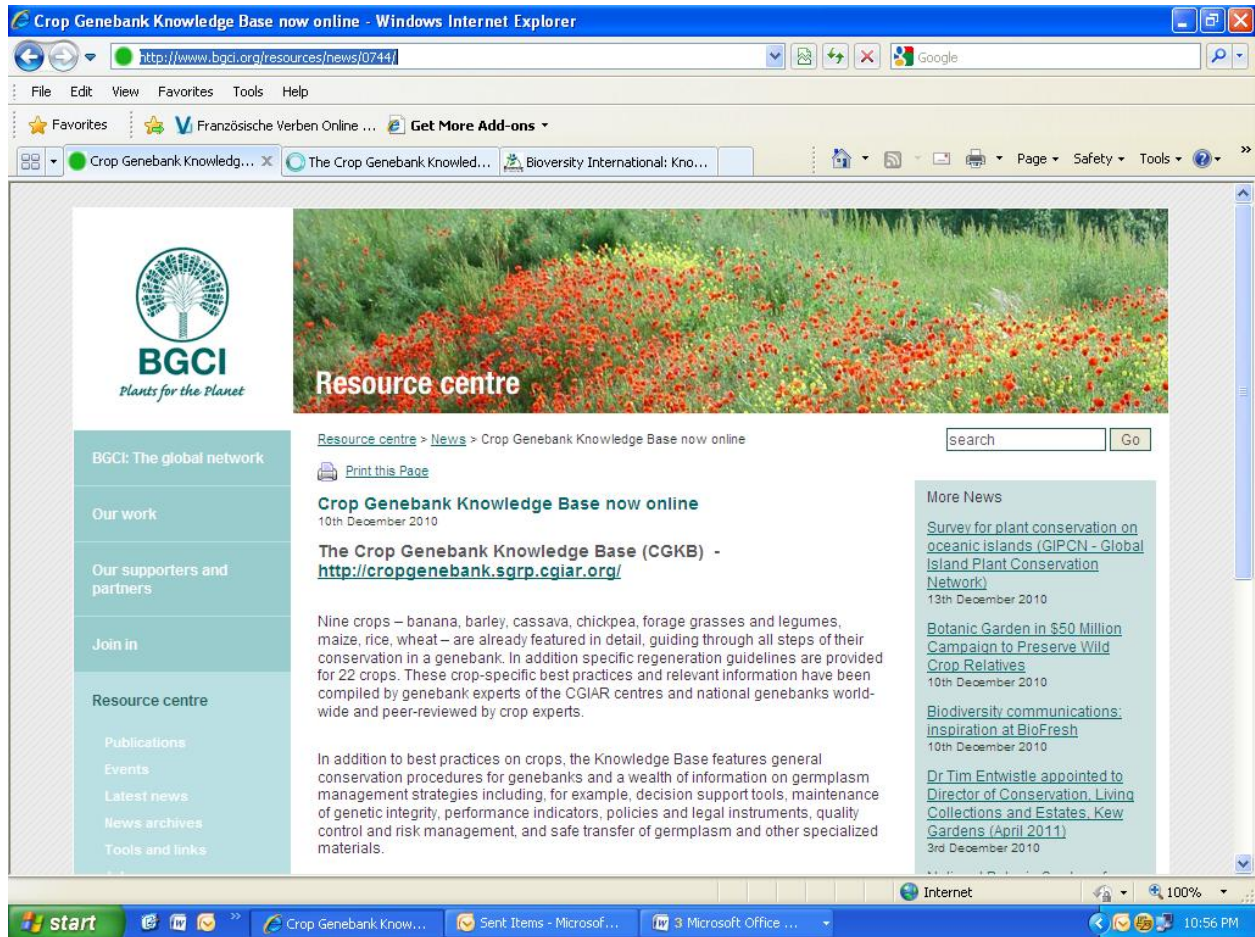 Crop Genebank Knowledge Base now online - Windows Internet Explorer
http://www.bgci.org/resources/news/0744/
Google
File Edit View Favorites Tools Help
Favorites Französische Verben Online ... Get More Add-ons
Crop Genebank Knowledg... The Crop Genebank Knowled... Bioversity International: Kno... Page Safety Tools
BGCI
Plants for the Planet
Resource centre
BGCI: The global network
Our work
Our supporters and
partners
Join in
Resource centre
Publications
Events
Latest news
News archives
Tools and links
Resource centre > News > Crop Genebank Knowledge Base now online
Print this Page
Crop Genebank Knowledge Base now online
10th December 2010
The Crop Genebank Knowledge Base (CGKB) -
http://cropgenebank.sgrp.cgiar.org/
Nine crops – banana, barley, cassava, chickpea, forage grasses and legumes,
maize, rice, wheat – are already featured in detail, guiding through all steps of their
conservation in a genebank. In addition specific regeneration guidelines are provided
for 22 crops. These crop-specific best practices and relevant information have been
compiled by genebank experts of the CGIAR centres and national genebanks world-
wide and peer-reviewed by crop experts.
In addition to best practices on crops, the Knowledge Base features general
conservation procedures for genebanks and a wealth of information on germplasm
management strategies including, for example, decision support tools, maintenance
of genetic integrity, performance indicators, policies and legal instruments, quality
control and risk management, and safe transfer of germplasm and other specialized
materials.
search Go
More News
Survey for plant conservation on
oceanic islands (GIPCN - Global
Island Plant Conservation
Network)
13th December 2010
Botanic Garden in $50 Million
Campaign to Preserve Wild
Crop Relatives
10th December 2010
Biodiversity communications:
inspiration at BioFresh
10th December 2010
Dr Tim Entwistle appointed to
Director of Conservation, Living
Collections and Estates, Kew
Gardens (April 2011)
3rd December 2010
Internet 100%
start Crop Genebank Know... Sent Items - Microsof... 3 Microsoft Office ... 10:56 PM